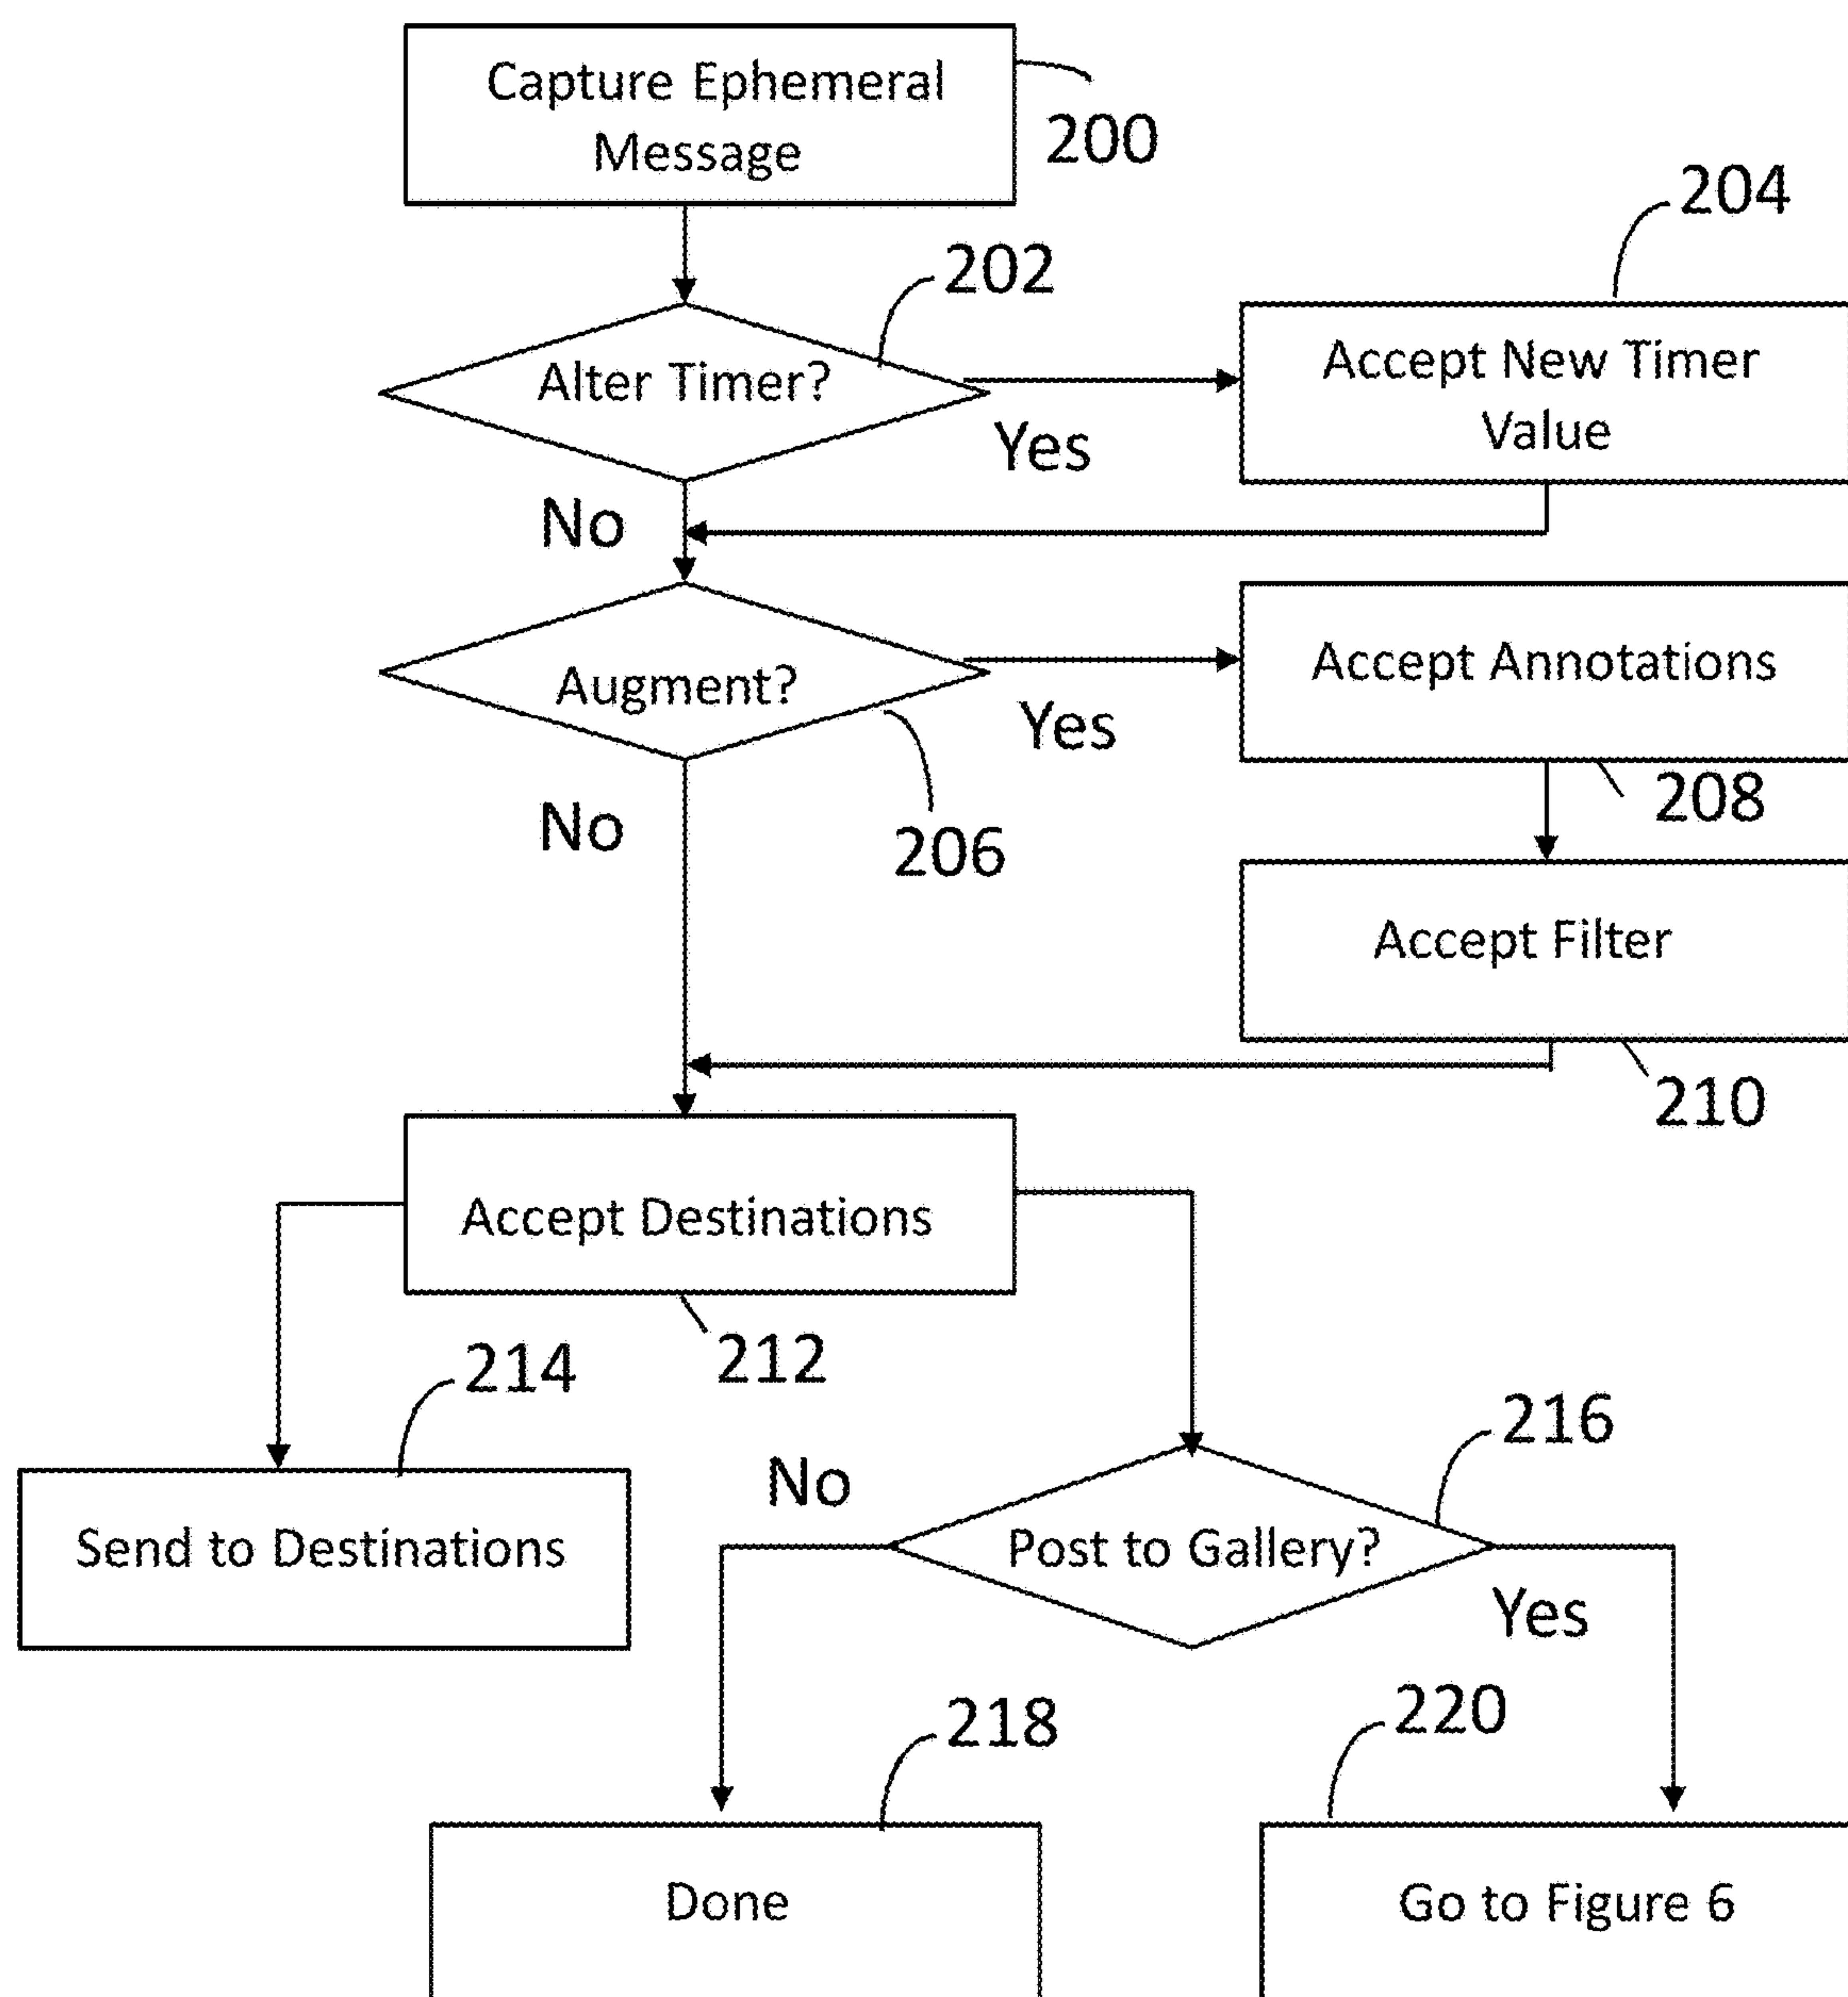 Capture Ephemeral
Message
200
204
202
Alter Timer?
Accept New Timer
Value
Yes
No
Augment?
Accept Annotations
Yes
208
No
206
Accept Filter
210
Accept Destinations
212
214
216
No
Send to Destinations
Post to Gallery?
Yes
218
220
Done
Go to Figure 6